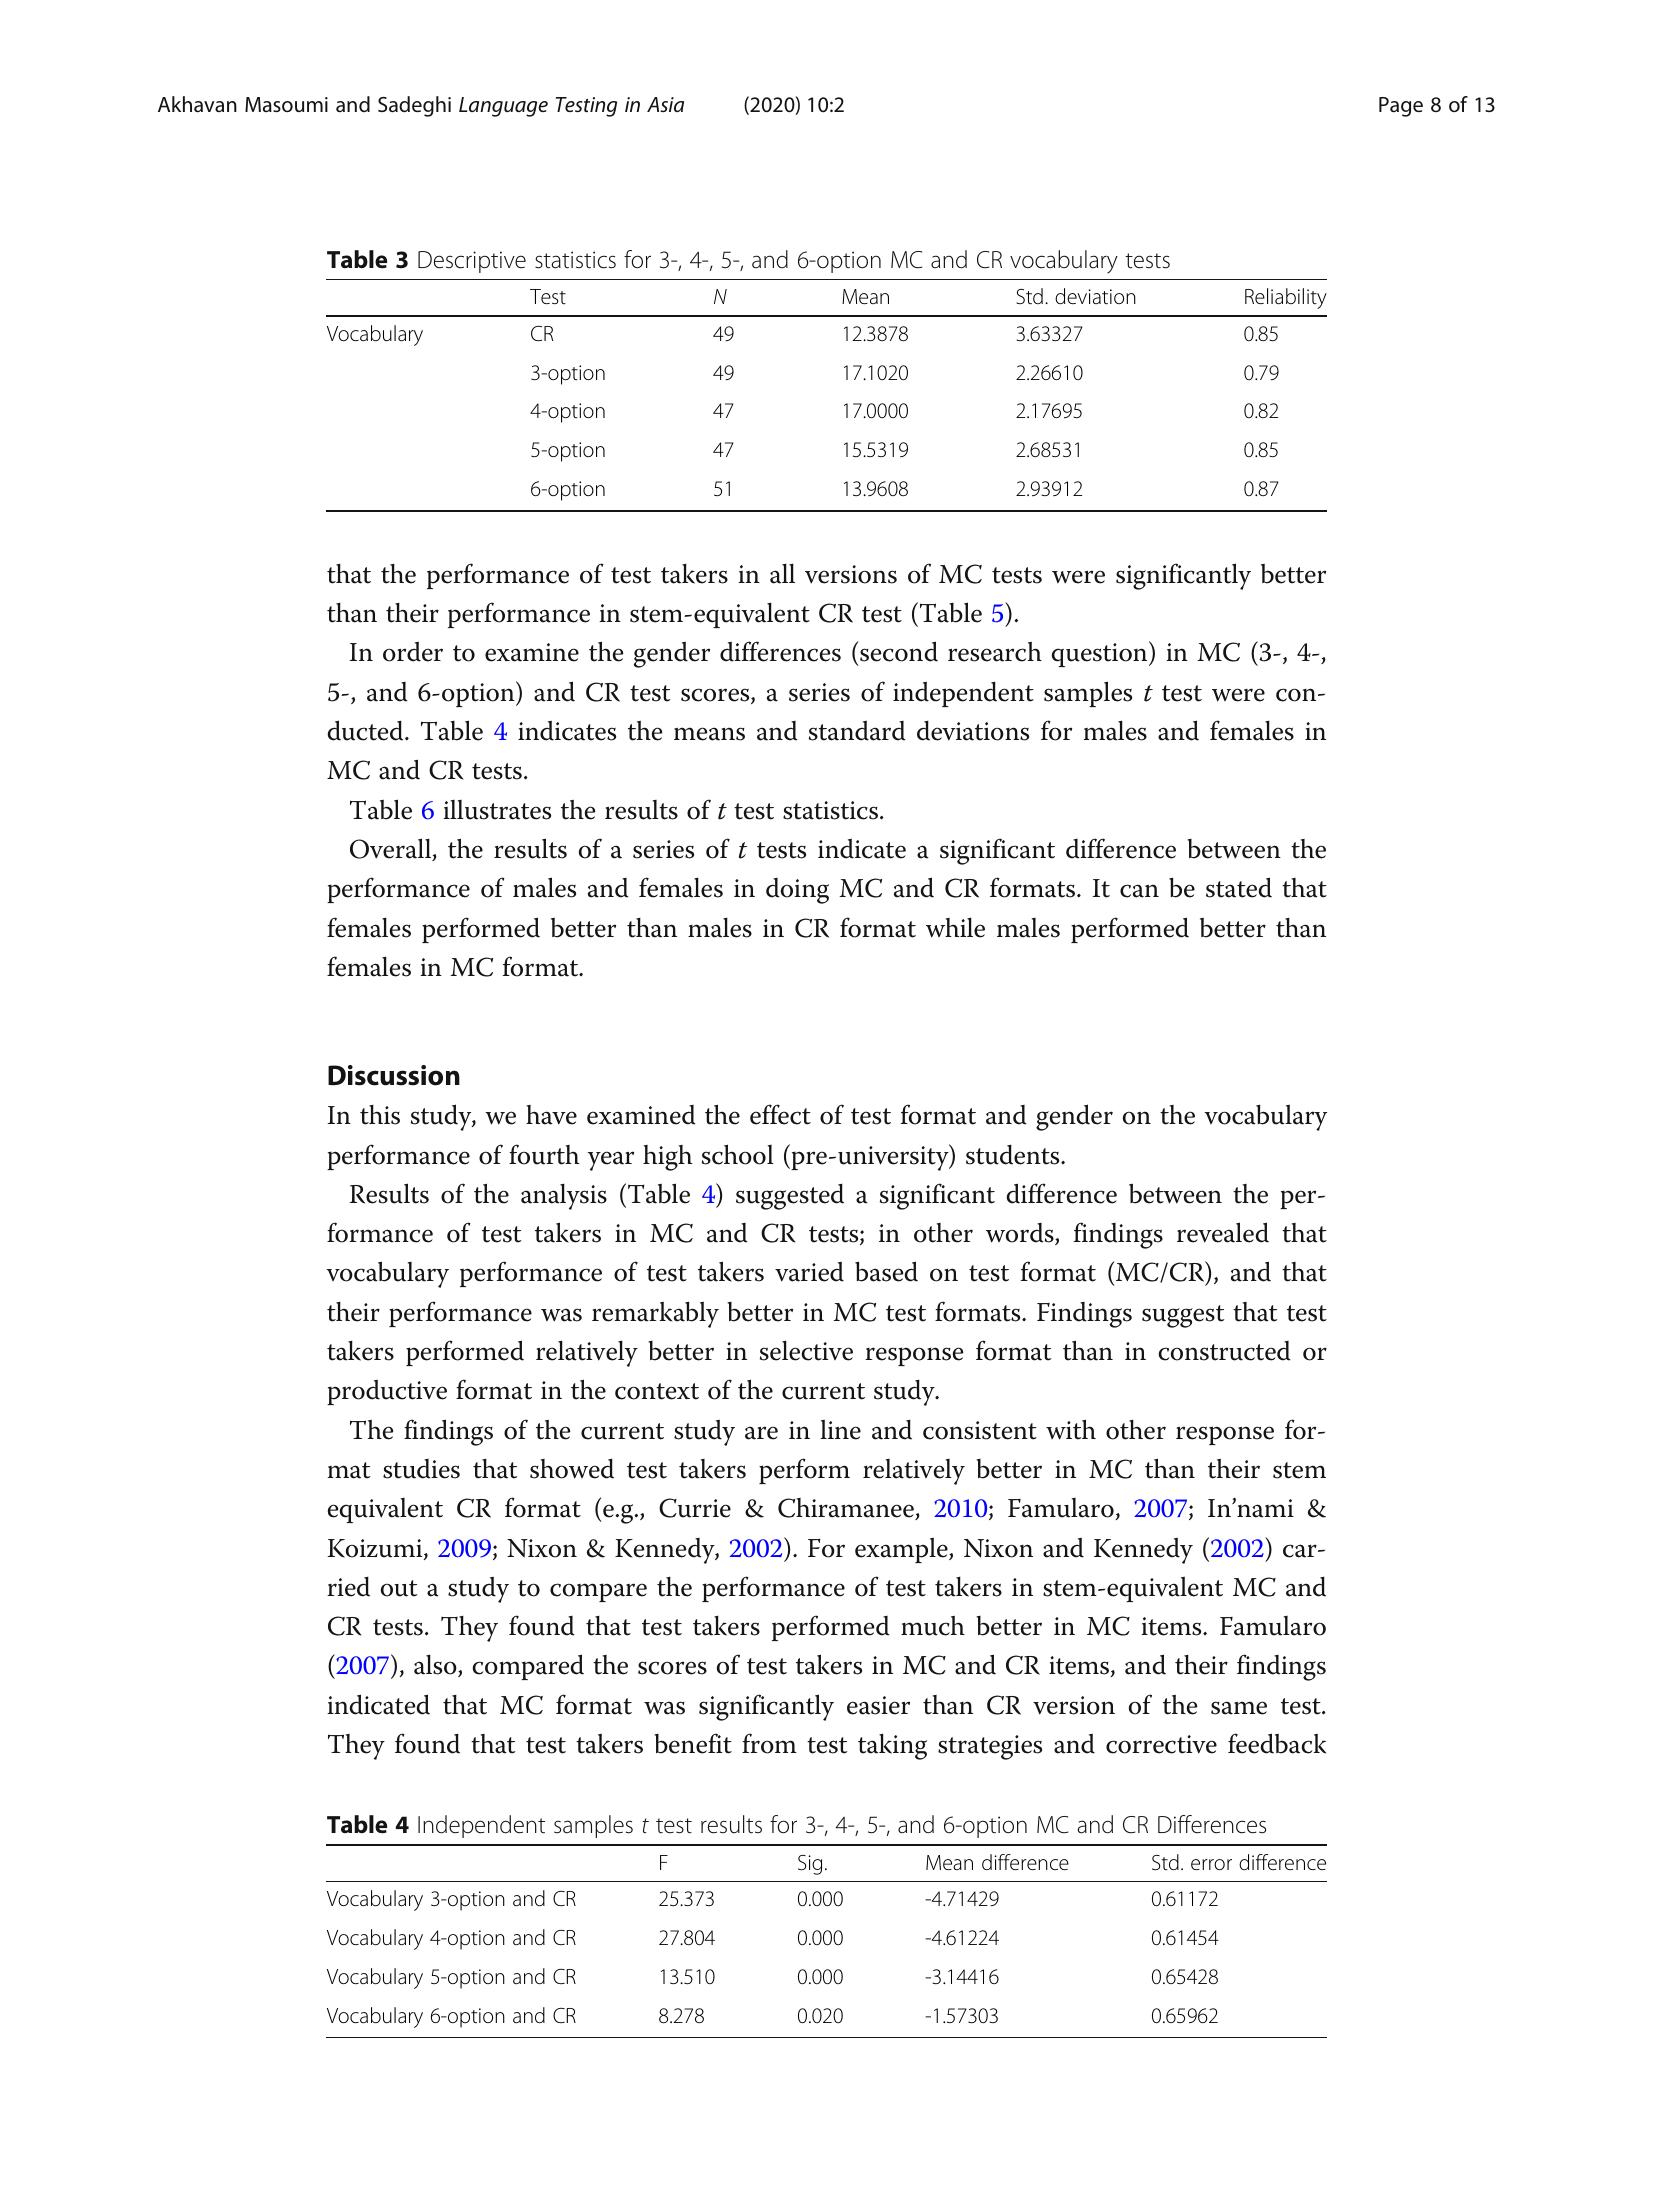 Akhavan Masoumi and Sadeghi Language Testing in Asia (2020) 10:2 Page 8 of 13
Table 3 Descriptive statistics for 3-, 4-, 5-, and 6-option MC and CR vocabulary tests
Test N Mean Std. deviation Reliability
Vocabulary CR 49 12.3878 3.63327 0.85
3-option 49 17.1020 2.26610 0.79
4-option 47 17.0000 2.17695 0.82
5-option 47 15.5319 2.68531 0.85
6-option 51 13.9608 2.93912 0.87
that the performance of test takers in all versions of MC tests were significantly better
than their performance in stem-equivalent CR test (Table 5).
In order to examine the gender differences (second research question) in MC (3-, 4-,
5-, and 6-option) and CR test scores, a series of independent samples t test were con-
ducted. Table 4 indicates the means and standard deviations for males and females in
MC and CR tests.
Table 6 illustrates the results of t test statistics.
Overall, the results of a series of t tests indicate a significant difference between the
performance of males and females in doing MC and CR formats. It can be stated that
females performed better than males in CR format while males performed better than
females in MC format.
Discussion
In this study, we have examined the effect of test format and gender on the vocabulary
performance of fourth year high school (pre-university) students.
Results of the analysis (Table 4) suggested a significant difference between the per-
formance of test takers in MC and CR tests; in other words, findings revealed that
vocabulary performance of test takers varied based on test format (MC/CR), and that
their performance was remarkably better in MC test formats. Findings suggest that test
takers performed relatively better in selective response format than in constructed or
productive format in the context of the current study.
The findings of the current study are in line and consistent with other response for-
mat studies that showed test takers perform relatively better in MC than their stem
equivalent CR format (e.g., Currie & Chiramanee, 2010; Famularo, 2007; In’nami &
Koizumi, 2009; Nixon & Kennedy, 2002). For example, Nixon and Kennedy (2002) car-
ried out a study to compare the performance of test takers in stem-equivalent MC and
CR tests. They found that test takers performed much better in MC items. Famularo
(2007), also, compared the scores of test takers in MC and CR items, and their findings
indicated that MC format was significantly easier than CR version of the same test.
They found that test takers benefit from test taking strategies and corrective feedback
Table 4 Independent samples t test results for 3-, 4-, 5-, and 6-option MC and CR Differences
F Sig. Mean difference Std. error difference
Vocabulary 3-option and CR 25.373 0.000 -4.71429 0.61172
Vocabulary 4-option and CR 27.804 0.000 -4.61224 0.61454
Vocabulary 5-option and CR 13.510 0.000 -3.14416 0.65428
Vocabulary 6-option and CR 8.278 0.020 -1.57303 0.65962